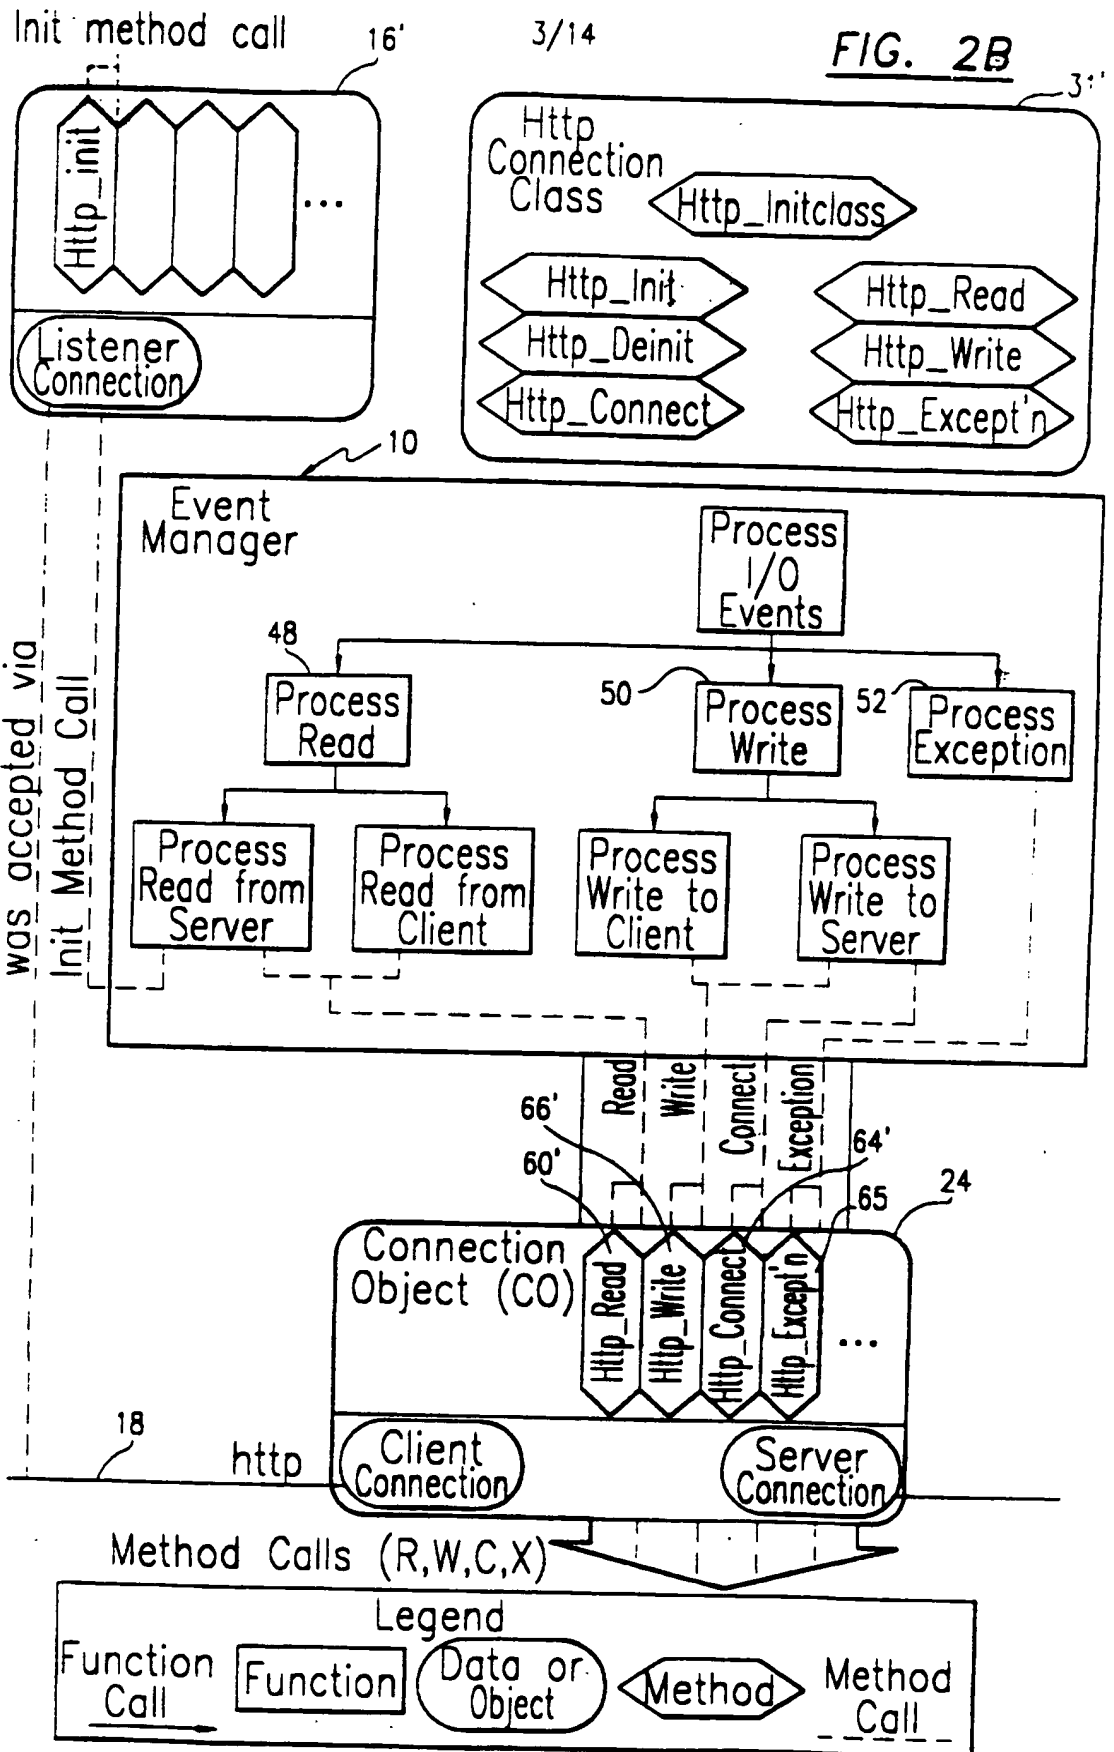 Init method call
16'
3/14
FIG. 2B
Http_init
...
Listener
Connection
Http
Connection
Class
Http_Initclass
Http_Init
Http_Deinit
Http_Connect
Http_Read
Http_Write
Http_Except'n
10
Event
Manager
Process
I/O
Events
48
Process
Read
50
Process
Write
52
Process
Exception
Process
Read from
Server
Process
Read from
Client
Process
Write to
Client
Process
Write to
Server
was accepted via
Init Method Call
Read
Write
Connect
Exception
66'
60'
64'
65
24
Connection
Object (CO)
Http_Read
Http_Write
Http_Connect
Http_Except'n
...
18
http
Client
Connection
Server
Connection
Method Calls (R,W,C,X)
Legend
Function
Call
Function
Data or
Object
Method
Method
Call